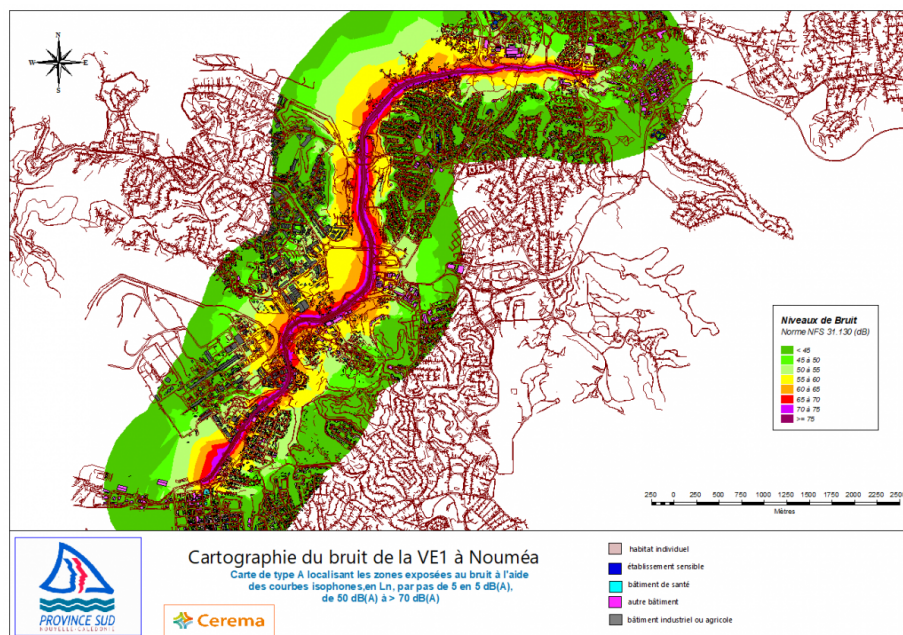 N
W E
S
Niveaux de Bruit
Norme NFS 31.130 (dB)
< 45
45 à 50
50 à 55
55 à 60
60 à 65
65 à 70
70 à 75
>= 75
250 0 250 500 750 1000 1250 1500 1750 2000 2250 2500
Mètres
PROVINCE SUD
NOUVELLE-CALEDONIE
Cartographie du bruit de la VE1 à Nouméa
Carte de type A localisant les zones exposées au bruit à l'aide
des courbes isophones,en Ln, par pas de 5 en 5 dB(A),
de 50 dB(A) à > 70 dB(A)
Cerema
habitat individuel
établissement sensible
bâtiment de santé
autre bâtiment
bâtiment industriel ou agricole